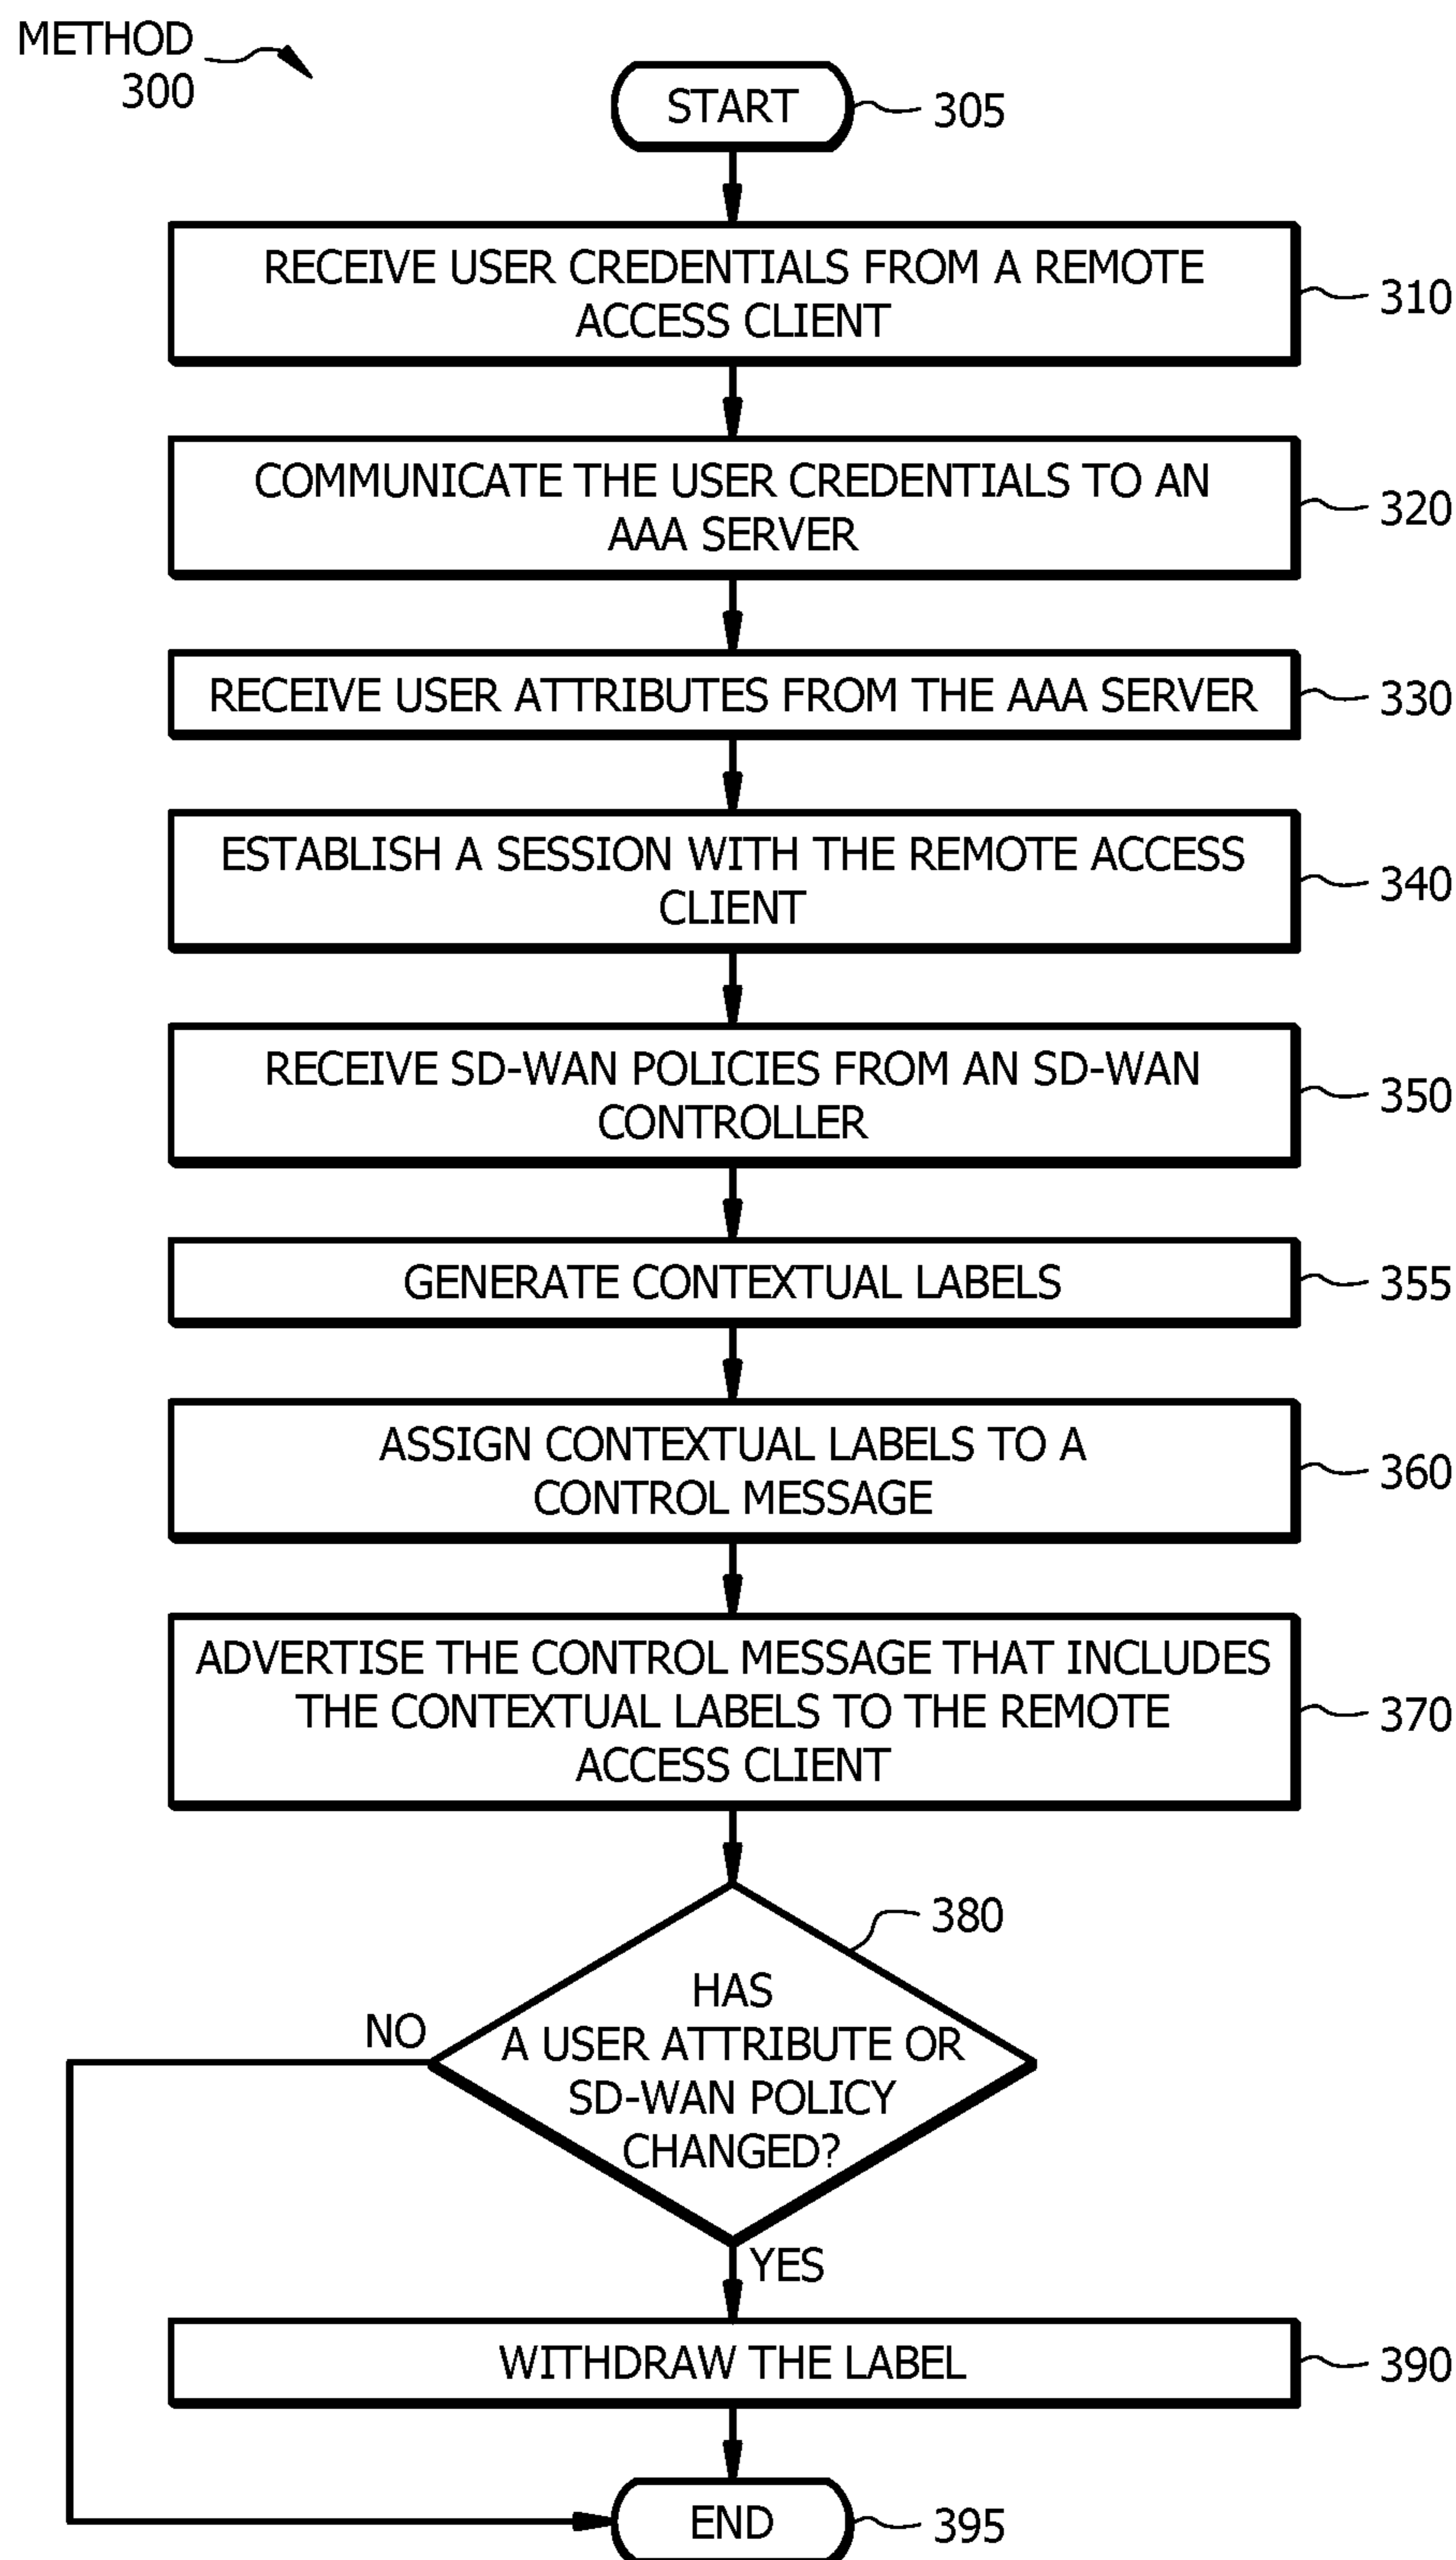 METHOD
300
START
305
RECEIVE USER CREDENTIALS FROM A REMOTE
ACCESS CLIENT
310
COMMUNICATE THE USER CREDENTIALS TO AN
AAA SERVER
320
RECEIVE USER ATTRIBUTES FROM THE AAA SERVER
330
ESTABLISH A SESSION WITH THE REMOTE ACCESS
CLIENT
340
RECEIVE SD-WAN POLICIES FROM AN SD-WAN
CONTROLLER
350
GENERATE CONTEXTUAL LABELS
355
ASSIGN CONTEXTUAL LABELS TO A
CONTROL MESSAGE
360
ADVERTISE THE CONTROL MESSAGE THAT INCLUDES
THE CONTEXTUAL LABELS TO THE REMOTE
ACCESS CLIENT
370
380
HAS
A USER ATTRIBUTE OR
SD-WAN POLICY
CHANGED?
NO
YES
WITHDRAW THE LABEL
390
END
395